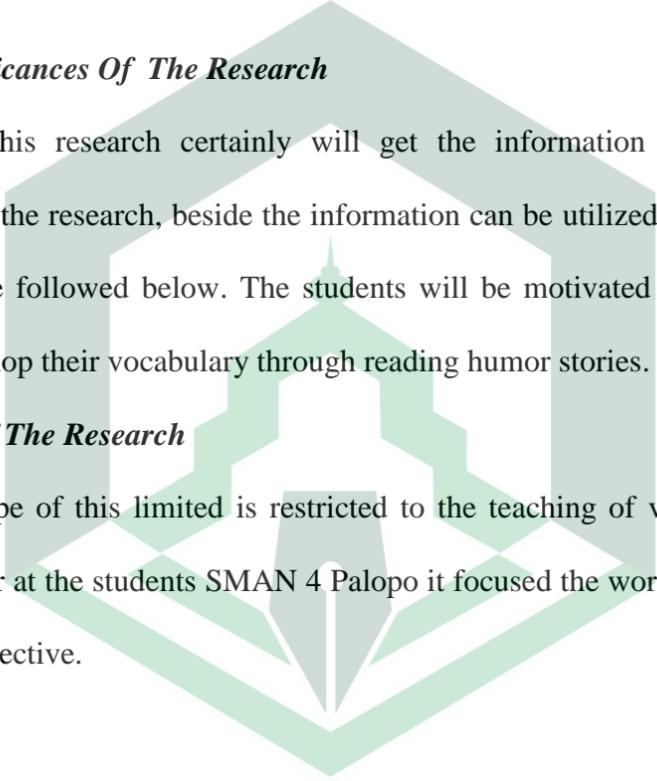 icances Of The Research
his research certainly will get the information
the research, beside the information can be utilized
followed below. The students will be motivated
op their vocabulary through reading humor stories.
The Research
pe of this limited is restricted to the teaching of
at the students SMAN 4 Palopo it focused the wor
ective.